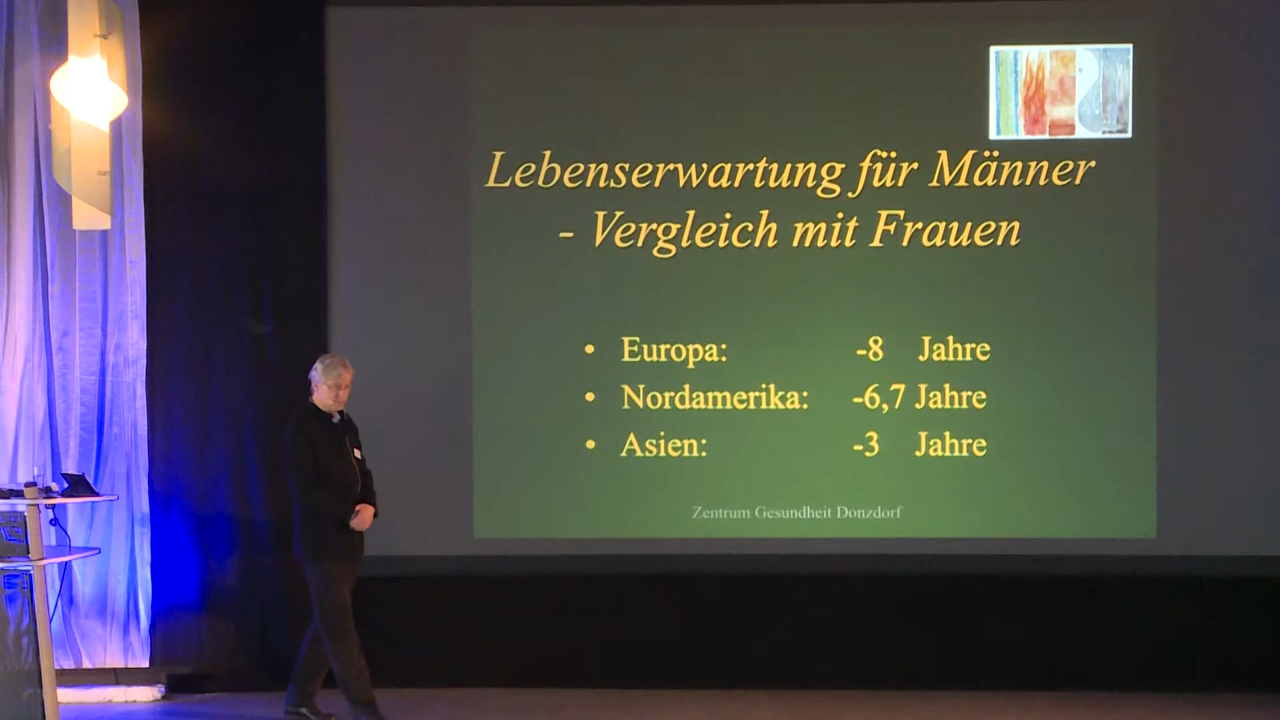 Lebenserwartung für Männer
- Vergleich mit Frauen
• Europa: -8 Jahre
• Nordamerika: -6,7 Jahre
• Asien: -3 Jahre
Zentrum Gesundheit Donzdorf